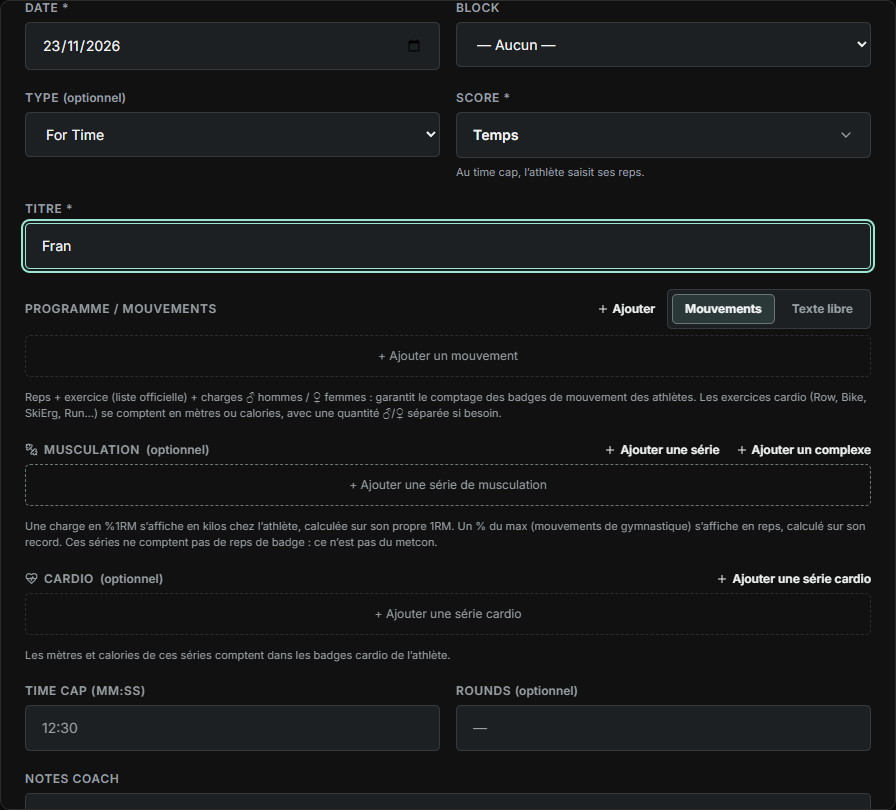 DATE *
BLOCK
23/11/2026
— Aucun —
TYPE (optionnel)
SCORE *
For Time
Temps
Au time cap, l'athlète saisit ses reps.
TITRE *
Fran
PROGRAMME / MOUVEMENTS
+ Ajouter
Mouvements
Texte libre
+ Ajouter un mouvement
Reps + exercice (liste officielle) + charges ♂ hommes / ♀ femmes : garantit le comptage des badges de mouvement des athlètes. Les exercices cardio (Row, Bike,
SkiErg, Run…) se comptent en mètres ou calories, avec une quantité ♂/♀ séparée si besoin.
MUSCULATION (optionnel)
+ Ajouter une série
+ Ajouter un complexe
+ Ajouter une série de musculation
Une charge en %1RM s'affiche en kilos chez l'athlète, calculée sur son propre 1RM. Un % du max (mouvements de gymnastique) s'affiche en reps, calculé sur son
record. Ces séries ne comptent pas de reps de badge : ce n'est pas du metcon.
CARDIO (optionnel)
+ Ajouter une série cardio
+ Ajouter une série cardio
Les mètres et calories de ces séries comptent dans les badges cardio de l'athlète.
TIME CAP (MM:SS)
ROUNDS (optionnel)
12:30
—
NOTES COACH